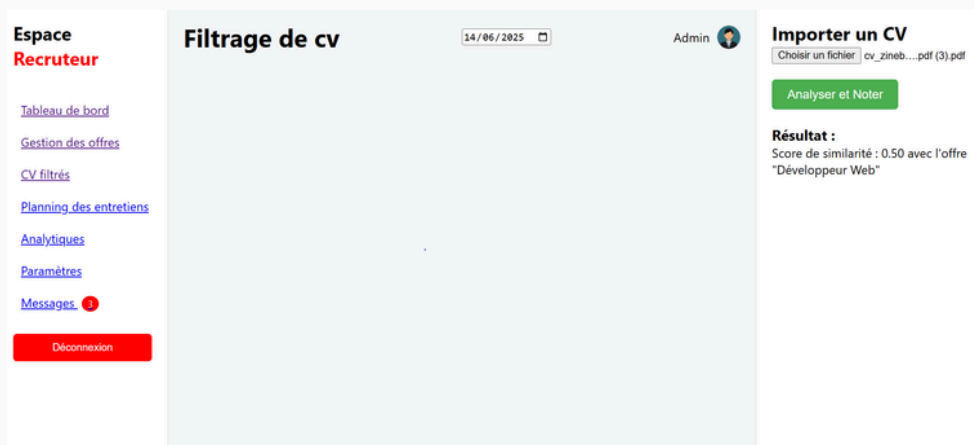 Espace
Recruteur
Tableau de bord
Gestion des offres
CV filtrés
Planning des entretiens
Analytiques
Paramètres
Messages 3
Déconnexion
Filtrage de cv
14/06/2025
Admin
Importer un CV
Choisir un fichier cv_zineb....pdf (3).pdf
Analyser et Noter
Résultat :
Score de similarité : 0.50 avec l'offre
"Développeur Web"